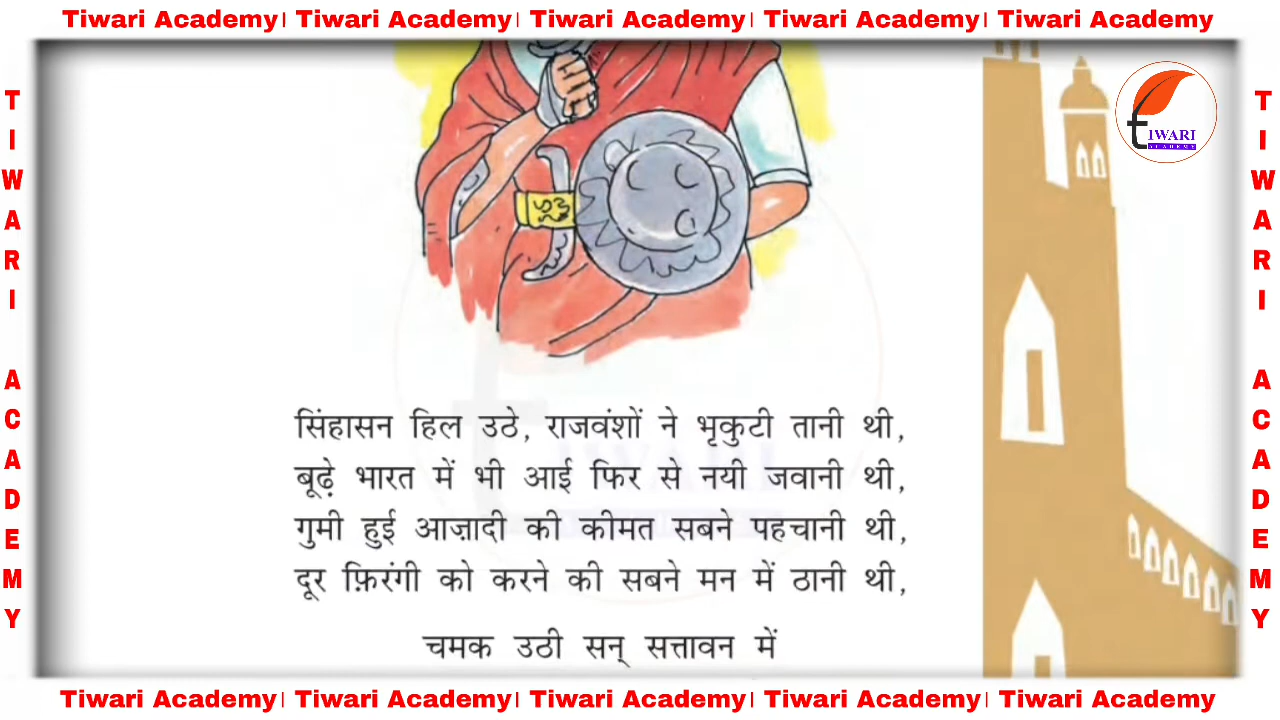 Tiwari Academy। Tiwari Academy। Tiwari Academy। Tiwari Academy। Tiwari Academy
TIWARI ACADEMY
TIWARI ACADEMY
tIWARI
ACADEMY
सिंहासन हिल उठे, राजवंशों ने भृकुटी तानी थी,
बूढ़े भारत में भी आई फिर से नयी जवानी थी,
गुमी हुई आज़ादी की कीमत सबने पहचानी थी,
दूर फ़िरंगी को करने की सबने मन में ठानी थी,
चमक उठी सन् सत्तावन में
Tiwari Academy। Tiwari Academy। Tiwari Academy। Tiwari Academy। Tiwari Academy